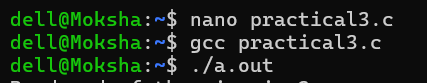 dell@Moksha:~$ nano practical3.c
dell@Moksha:~$ gcc practical3.c
dell@Moksha:~$ ./a.out